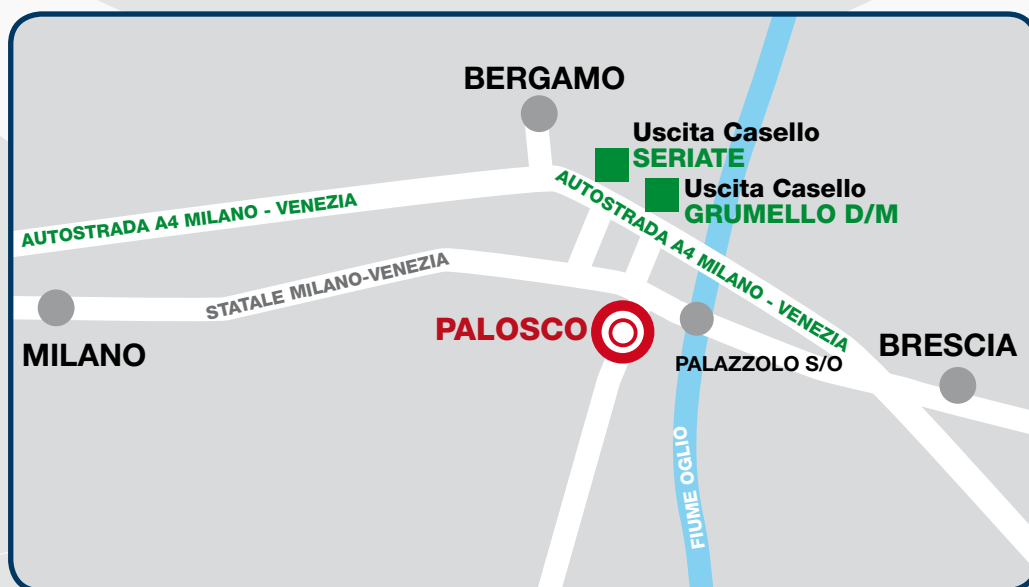 BERGAMO
Uscita Casello
SERIATE
Uscita Casello
GRUMELLO D/M
AUTOSTRADA A4 MILANO - VENEZIA
AUTOSTRADA A4 MILANO - VENEZIA
STATALE MILANO-VENEZIA
PALOSCO
MILANO
PALAZZOLO S/O
BRESCIA
FIUME OGLIO